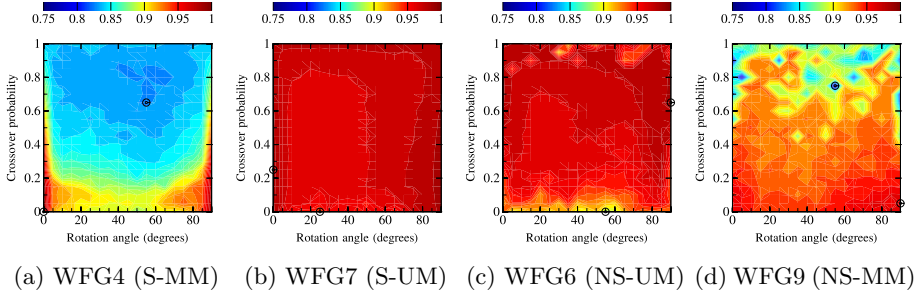 0.75 0.8 0.85 0.9 0.95 1 0.75 0.8 0.85 0.9 0.95 1 0.75 0.8 0.85 0.9 0.95 1 0.75 0.8 0.85 0.9 0.95 1
1 1 1 1
0.8 0.8 0.8 0.8
0.6 0.6 0.6 0.6
0.4 0.4 0.4 0.4
0.2 0.2 0.2 0.2
0 0 0 0
Crossover probability Crossover probability Crossover probability Crossover probability
0 20 40 60 80 0 20 40 60 80 0 20 40 60 80 0 20 40 60 80
Rotation angle (degrees) Rotation angle (degrees) Rotation angle (degrees) Rotation angle (degrees)
(a) WFG4 (S-MM) (b) WFG7 (S-UM) (c) WFG6 (NS-UM) (d) WFG9 (NS-MM)